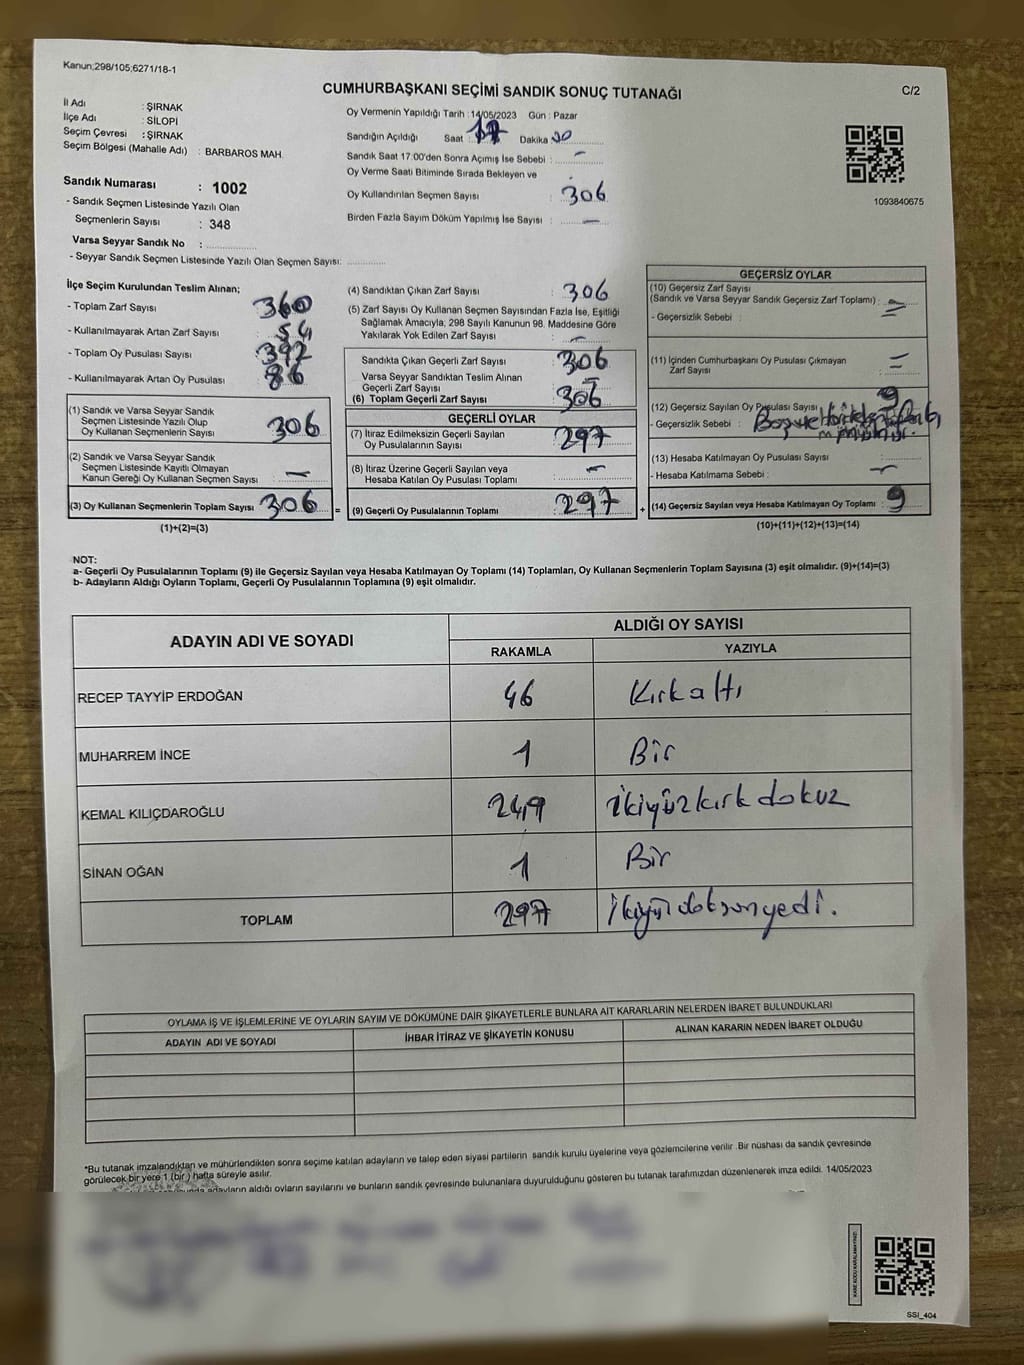 Kanun:298/105;6271/18-1
CUMHURBAŞKANI SEÇİMİ SANDIK SONUÇ TUTANAĞI
C/2
İl Adı : ŞIRNAK
İlçe Adı : SİLOPİ
Seçim Çevresi : ŞIRNAK
Seçim Bölgesi (Mahalle Adı) : BARBAROS MAH.
Sandık Numarası : 1002
- Sandık Seçmen Listesinde Yazılı Olan
Seçmenlerin Sayısı : 348
Varsa Seyyar Sandık No :
- Seyyar Sandık Seçmen Listesinde Yazılı Olan Seçmen Sayısı:
Oy Vermenin Yapıldığı Tarih : 14/05/2023 Gün : Pazar
Sandığın Açıldığı Saat : 17 Dakika 00
Sandık Saat 17:00'den Sonra Açımış İse Sebebi : -
Oy Verme Saati Bitiminde Sırada Bekleyen ve
Oy Kullandırılan Seçmen Sayısı : 306
Birden Fazla Sayım Döküm Yapılmış İse Sayısı : -
1093840675
İlçe Seçim Kurulundan Teslim Alınan;
- Toplam Zarf Sayısı : 360
- Kullanılmayarak Artan Zarf Sayısı : 54
- Toplam Oy Pusulası Sayısı : 392
- Kullanılmayarak Artan Oy Pusulası : 86
(1) Sandık ve Varsa Seyyar Sandık
Seçmen Listesinde Yazılı Olup
Oy Kullanan Seçmenlerin Sayısı : 306
(2) Sandık ve Varsa Seyyar Sandık
Seçmen Listesinde Kayıtlı Olmayan
Kanun Gereği Oy Kullanan Seçmen Sayısı : -
(3) Oy Kullanan Seçmenlerin Toplam Sayısı : 306
(1)+(2)=(3)
(4) Sandıktan Çıkan Zarf Sayısı : 306
(5) Zarf Sayısı Oy Kullanan Seçmen Sayısından Fazla İse, Eşitliği
Sağlamak Amacıyla; 298 Sayılı Kanunun 98. Maddesine Göre
Yakılarak Yok Edilen Zarf Sayısı : -
Sandıkta Çıkan Geçerli Zarf Sayısı : 306
Varsa Seyyar Sandıktan Teslim Alınan
Geçerli Zarf Sayısı : -
(6) Toplam Geçerli Zarf Sayısı : 306
GEÇERLİ OYLAR
(7) İtiraz Edilmeksizin Geçerli Sayılan
Oy Pusulası Sayısı : 297
(8) İtiraz Üzerine Geçerli Sayılan veya
Hesaba Katılan Oy Pusulası Toplamı : -
= (9) Geçerli Oy Pusulalarının Toplamı : 297
GEÇERSİZ OYLAR
(10) Geçersiz Zarf Sayısı
(Sandık ve Varsa Seyyar Sandık Geçersiz Zarf Toplamı) : =
- Geçersizlik Sebebi :
(11) İçinden Cumhurbaşkanı Oy Pusulası Çıkmayan
Zarf Sayısı : =
(12) Geçersiz Sayılan Oy Pusulası Sayısı : 9
- Geçersizlik Sebebi :
(13) Hesaba Katılmayan Oy Pusulası Sayısı :
- Hesaba Katılmama Sebebi : -
+ (14) Geçersiz Sayılan veya Hesaba Katılmayan Oy Toplamı : 9
(10)+(11)+(12)+(13)=(14)
NOT:
a- Geçerli Oy Pusulalarının Toplamı (9) ile Geçersiz Sayılan veya Hesaba Katılmayan Oy Toplamı (14) Toplamları, Oy Kullanan Seçmenlerin Toplam Sayısına (3) eşit olmalıdır. (9)+(14)=(3)
b- Adayların Aldığı Oyların Toplamı, Geçerli Oy Pusulalarının Toplamına (9) eşit olmalıdır.
ADAYIN ADI VE SOYADI
ALDIĞI OY SAYISI
RAKAMLA YAZIYLA
RECEP TAYYİP ERDOĞAN 46 Kırkaltı
MUHARREM İNCE 1 Bir
KEMAL KILIÇDAROĞLU 249 ikiyüzkırk dokuz
SİNAN OĞAN 1 Bir
TOPLAM 297 ikiyüzdoksanyedi.
OYLAMA İŞ VE İŞLEMLERİNE VE OYLARIN SAYIM VE DÖKÜMÜNE DAİR ŞİKAYETLERLE BUNLARA AİT KARARLARIN NELERDEN İBARET BULUNDUKLARI
ADAYIN ADI VE SOYADI İHBAR İTİRAZ VE ŞİKAYETİN KONUSU ALINAN KARARIN NEDEN İBARET OLDUĞU
*Bu tutanak imzalandıktan ve mühürlendikten sonra seçime katılan adayların ve talep eden siyasi partilerin sandık kurulu üyelerine veya gözlemcilerine verilir .Bir nüshası da sandık çevresinde
görülecek bir yere 1 (bir ) hafta süreyle asılır.
adayların aldığı oyların sayılarını ve bunların sandık çevresinde bulunanlara duyurulduğunu gösteren bu tutanak tarafımızdan düzenlenerek imza edildi. 14/05/2023
SSI_404